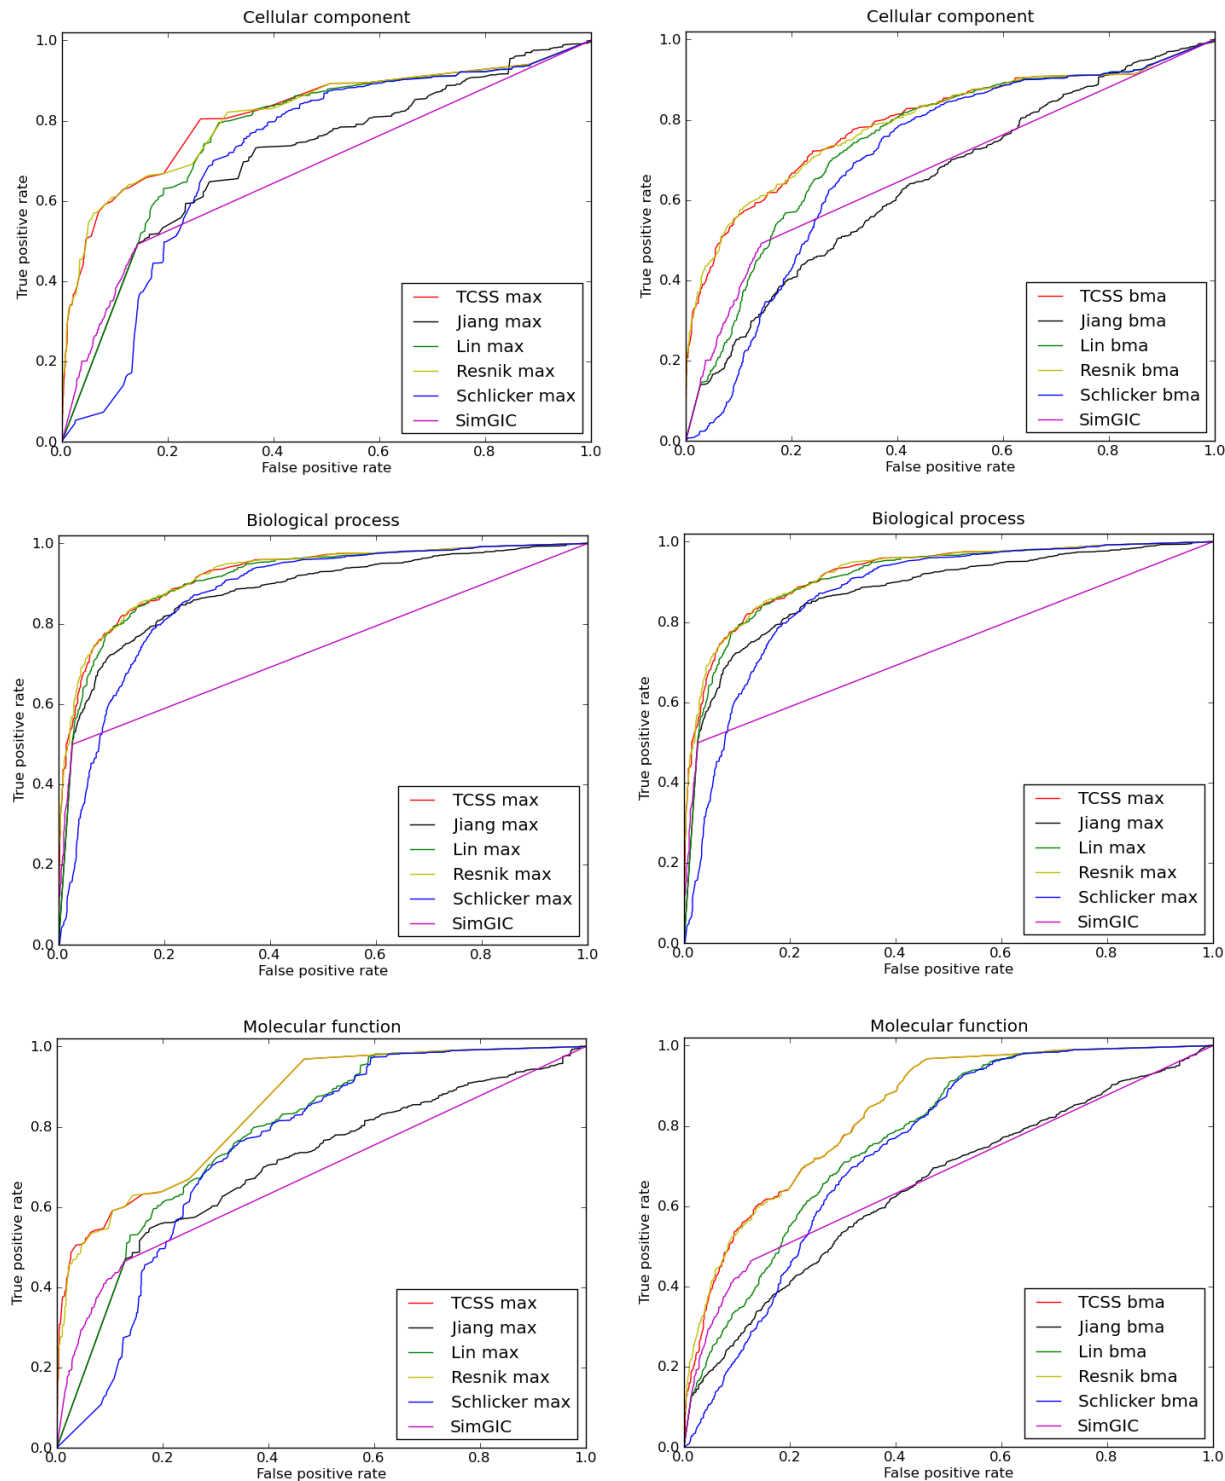 Cellular component
True positive rate
1.0
0.8
0.6
0.4
0.2
0.0
0.0 0.2 0.4 0.6 0.8 1.0
False positive rate
TCSS max
Jiang max
Lin max
Resnik max
Schlicker max
SimGIC
Cellular component
True positive rate
1.0
0.8
0.6
0.4
0.2
0.0
0.0 0.2 0.4 0.6 0.8 1.0
False positive rate
TCSS bma
Jiang bma
Lin bma
Resnik bma
Schlicker bma
SimGIC
Biological process
True positive rate
1.0
0.8
0.6
0.4
0.2
0.0
0.0 0.2 0.4 0.6 0.8 1.0
False positive rate
TCSS max
Jiang max
Lin max
Resnik max
Schlicker max
SimGIC
Biological process
True positive rate
1.0
0.8
0.6
0.4
0.2
0.0
0.0 0.2 0.4 0.6 0.8 1.0
False positive rate
TCSS max
Jiang max
Lin max
Resnik max
Schlicker max
SimGIC
Molecular function
True positive rate
1.0
0.8
0.6
0.4
0.2
0.0
0.0 0.2 0.4 0.6 0.8 1.0
False positive rate
TCSS max
Jiang max
Lin max
Resnik max
Schlicker max
SimGIC
Molecular function
True positive rate
1.0
0.8
0.6
0.4
0.2
0.0
0.0 0.2 0.4 0.6 0.8 1.0
False positive rate
TCSS bma
Jiang bma
Lin bma
Resnik bma
Schlicker bma
SimGIC